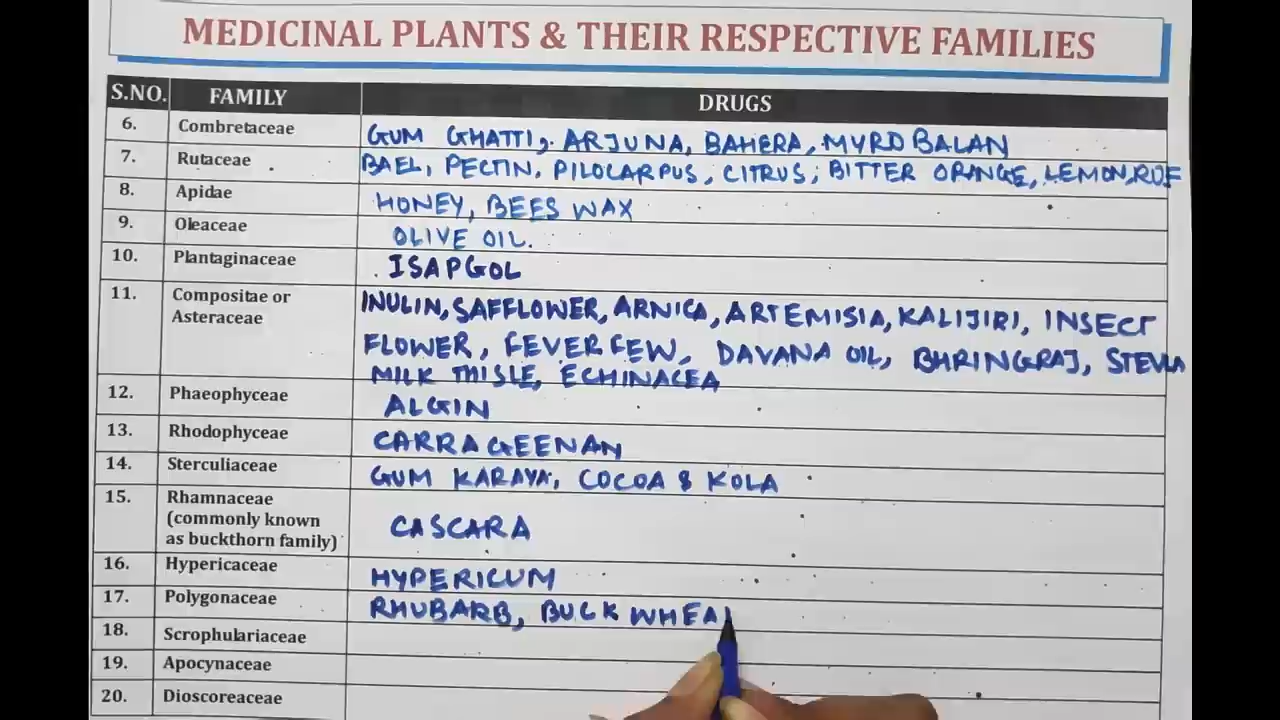 MEDICINAL PLANTS & THEIR RESPECTIVE FAMILIES
S.NO. FAMILY DRUGS
6. Combretaceae GUM GHATTI, ARJUNA, BAHERA, MYROBALAN
7. Rutaceae BAEL, PECTIN, PILOCARPUS, CITRUS, BITTER ORANGE, LEMON, RUE
8. Apidae HONEY, BEES WAX
9. Oleaceae OLIVE OIL.
10. Plantaginaceae ISAPGOL
11. Compositae or INULIN, SAFFLOWER, ARNICA, ARTEMISIA, KALIJIRI, INSECT
Asteraceae FLOWER, FEVERFEW, DAVANA OIL, BHRINGRAJ, STEVIA
MILK THISLE, ECHINACEA
12. Phaeophyceae ALGIN
13. Rhodophyceae CARRAGEENAN
14. Sterculiaceae GUM KARAYA, COCOA & KOLA
15. Rhamnaceae
(commonly known CASCARA
as buckthorn family)
16. Hypericaceae HYPERICUM
17. Polygonaceae RHUBARB, BUCK WHEA
18. Scrophulariaceae
19. Apocynaceae
20. Dioscoreaceae